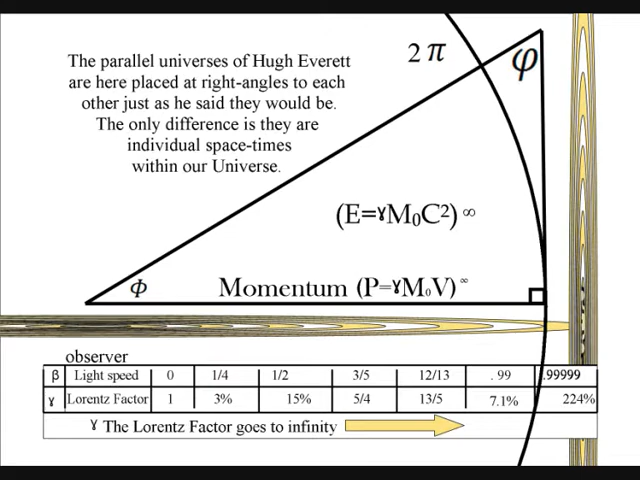 The parallel universes of Hugh Everett
are here placed at right-angles to each
other just as he said they would be.
The only difference is they are
individual space-times
within our Universe.
2 π
φ
(E=ɤM₀C²) ∞
Φ
Momentum (P=ɤM₀V) ∞
observer
β Light speed 0 1/4 1/2 3/5 12/13 . 99 .99999
ɤ Lorentz Factor 1 3% 15% 5/4 13/5 7.1% 224%
ɤ The Lorentz Factor goes to infinity